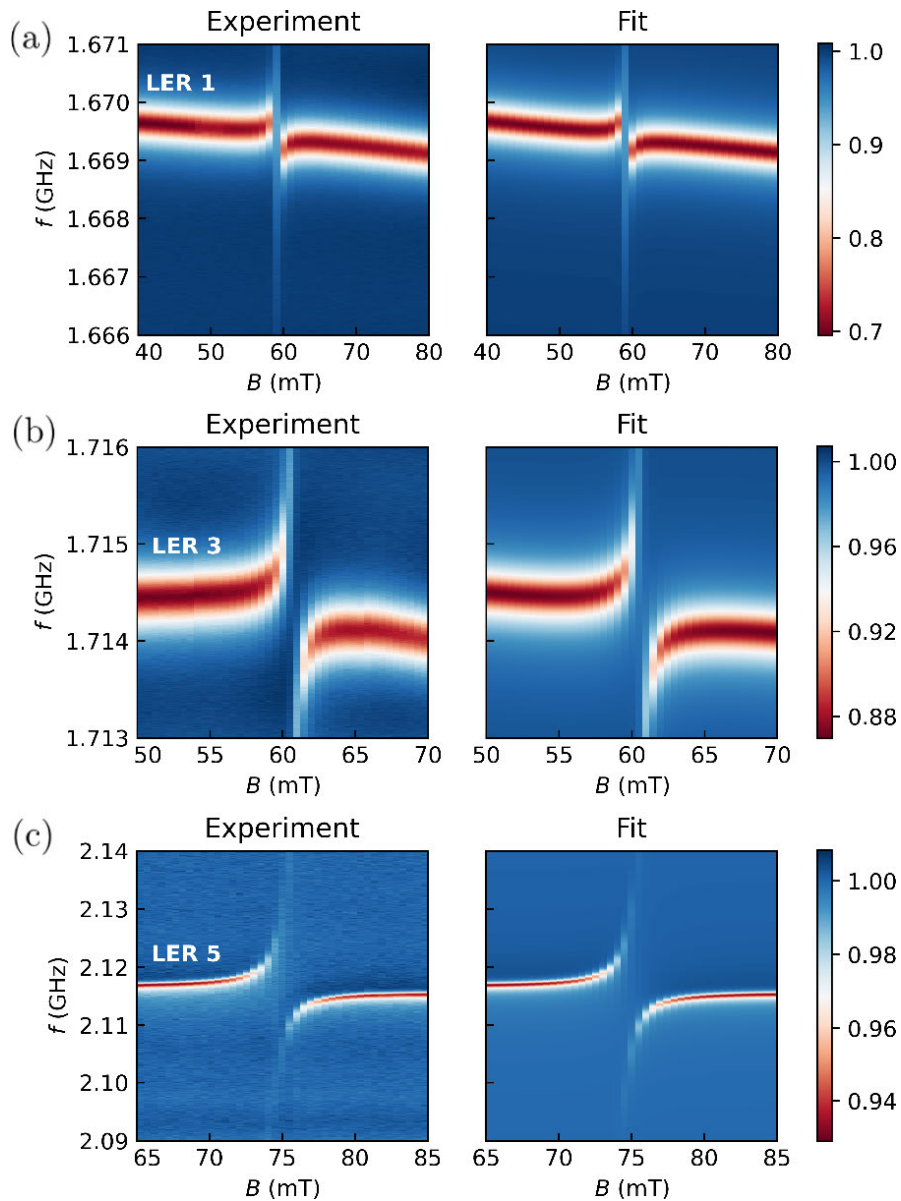 (a)
Experiment
Fit
LER 1
1.671
1.670
1.669
1.668
1.667
1.666
f (GHz)
40 50 60 70 80
B (mT)
40 50 60 70 80
B (mT)
1.0
0.9
0.8
0.7
(b)
Experiment
Fit
LER 3
1.716
1.715
1.714
1.713
f (GHz)
50 55 60 65 70
B (mT)
50 55 60 65 70
B (mT)
1.00
0.96
0.92
0.88
(c)
Experiment
Fit
LER 5
2.14
2.13
2.12
2.11
2.10
2.09
f (GHz)
65 70 75 80 85
B (mT)
65 70 75 80 85
B (mT)
1.00
0.98
0.96
0.94